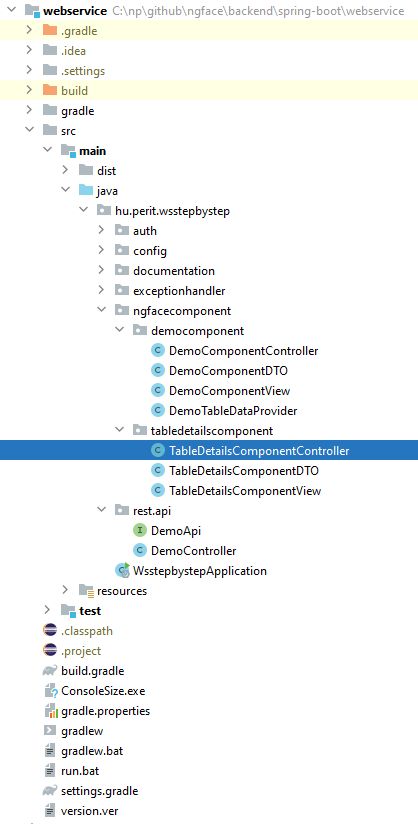 webservice C:\np\github\ngface\backend\spring-boot\webservice
.gradle
.idea
.settings
build
gradle
src
main
dist
java
hu.perit.wsstepbystep
auth
config
documentation
exceptionhandler
ngfacecomponent
democomponent
DemoComponentController
DemoComponentDTO
DemoComponentView
DemoTableDataProvider
tabledetailscomponent
TableDetailsComponentController
TableDetailsComponentDTO
TableDetailsComponentView
rest.api
DemoApi
DemoController
WsstepbystepApplication
resources
test
.classpath
.project
build.gradle
ConsoleSize.exe
gradle.properties
gradlew
gradlew.bat
run.bat
settings.gradle
version.ver